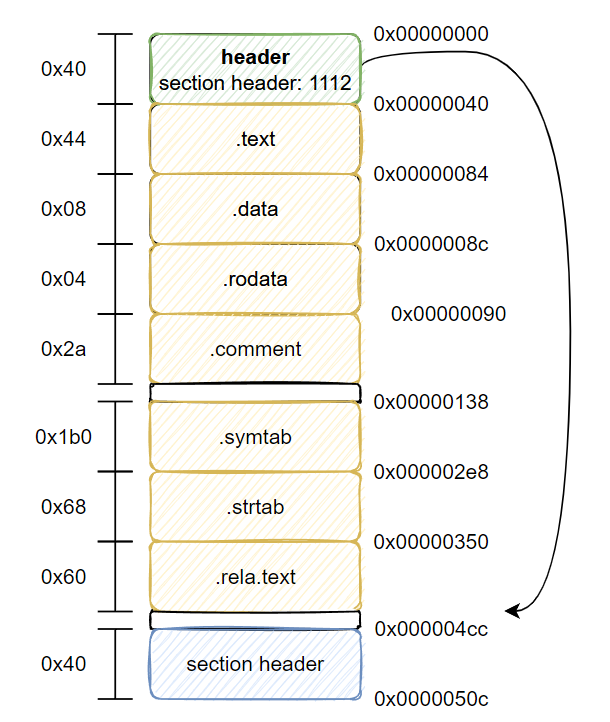 0x00000000
header
section header: 1112
0x40
0x00000040
.text
0x44
0x00000084
.data
0x08
0x0000008c
.rodata
0x04
0x00000090
.comment
0x2a
0x00000138
.symtab
0x1b0
0x000002e8
.strtab
0x68
0x00000350
.rela.text
0x60
0x000004cc
section header
0x40
0x0000050c